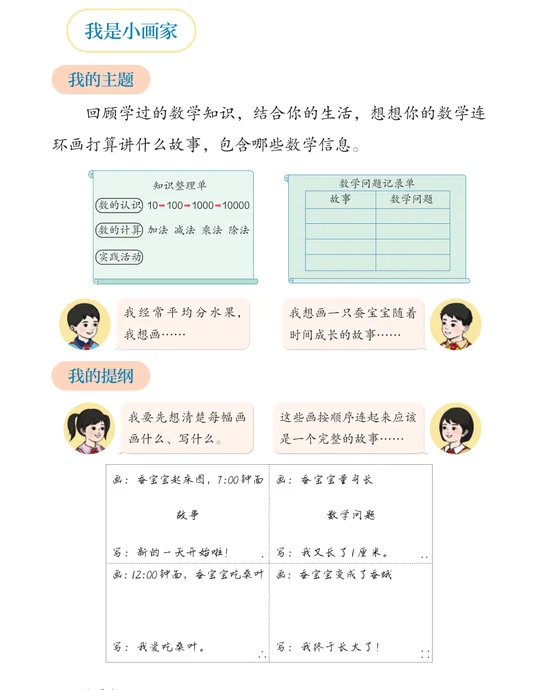 我是小画家
我的主题
回顾学过的数学知识，结合你的生活，想想你的数学连
环画打算讲什么故事，包含哪些数学信息。
知识整理单
数的认识 10➡100➡1000➡10000
数的计算 加法 减法 乘法 除法
实践活动
数学问题记录单
故事 数学问题
我经常平均分水果，
我想画……
我想画一只蚕宝宝随着
时间成长的故事……
我的提纲
我要先想清楚每幅画
画什么、写什么。
这些画按顺序连起来应该
是一个完整的故事……
画：蚕宝宝起床图，7:00钟面
故事
写：新的一天开始啦！
画：蚕宝宝量身长
数学问题
写：我又长了1厘米。
画：12:00钟面，蚕宝宝吃桑叶
写：我爱吃桑叶。
画：蚕宝宝变成了蚕蛾
写：我终于长大了！